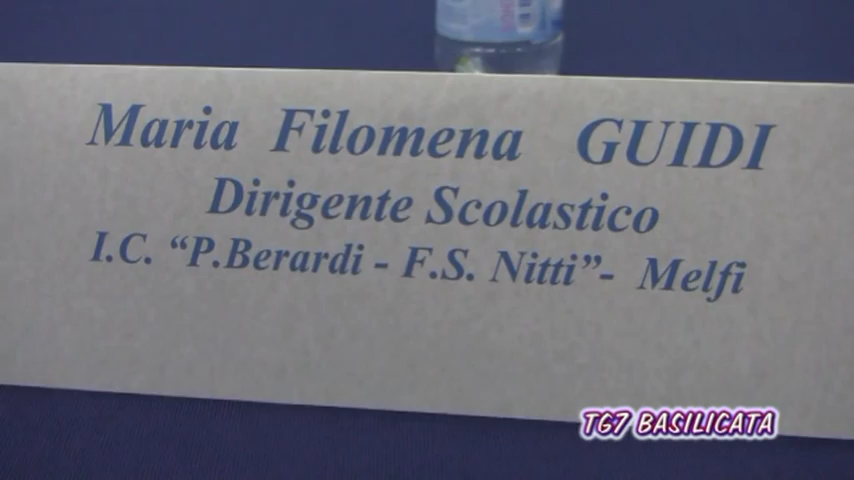 Maria Filomena GUIDI
Dirigente Scolastico
I.C. “P.Berardi - F.S. Nitti”- Melfi
TG7 BASILICATA